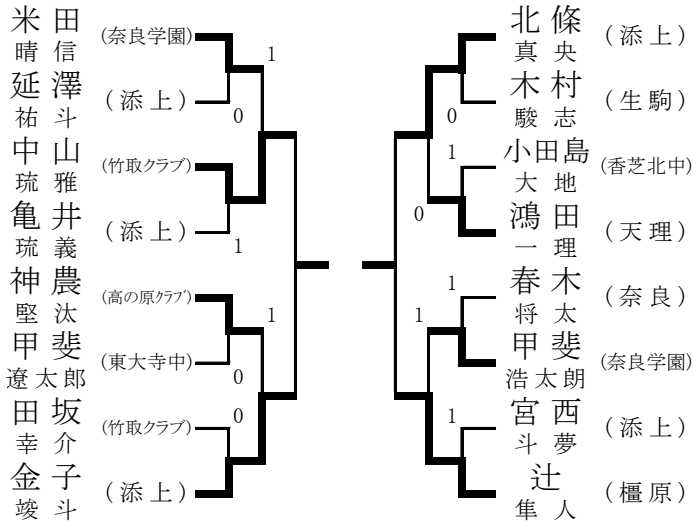 米田
晴信
(奈良学園)
1
延澤
祐斗
(添上)
0
中山
琉雅
(竹取クラブ)
亀井
琉義
(添上)
1
神農
堅汰
(高の原クラブ)
1
甲斐
遼太郎
(東大寺中)
0
田坂
幸介
(竹取クラブ)
0
金子
竣斗
(添上)
北條
真央
(添上)
木村
駿志
(生駒)
0
小田島
大地
(香芝北中)
1
鴻田
一理
(天理)
0
春木
将太
(奈良)
1
甲斐
浩太朗
(奈良学園)
1
宮西
斗夢
(添上)
1
辻
隼人
(橿原)